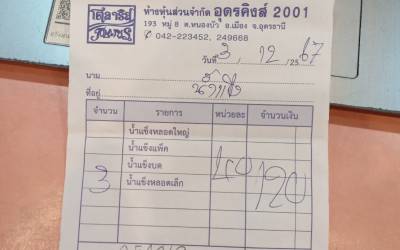 ห้างหุ้นส่วนจำกัด อุดรคิงส์ 2001
193 หมู่ 8 ต.หนองบัว อ.เมือง จ.อุดรธานี
✆ 042-223452, 249668
วันที่ 3, 12, 2567
นาม น้ำแข็ง
ที่อยู่
จำนวน รายการ หน่วยละ จำนวนเงิน
น้ำแข็งหลอดใหญ่
น้ำแข็งแพ็ค
น้ำแข็งบด
3 น้ำแข็งหลอดเล็ก 40 120